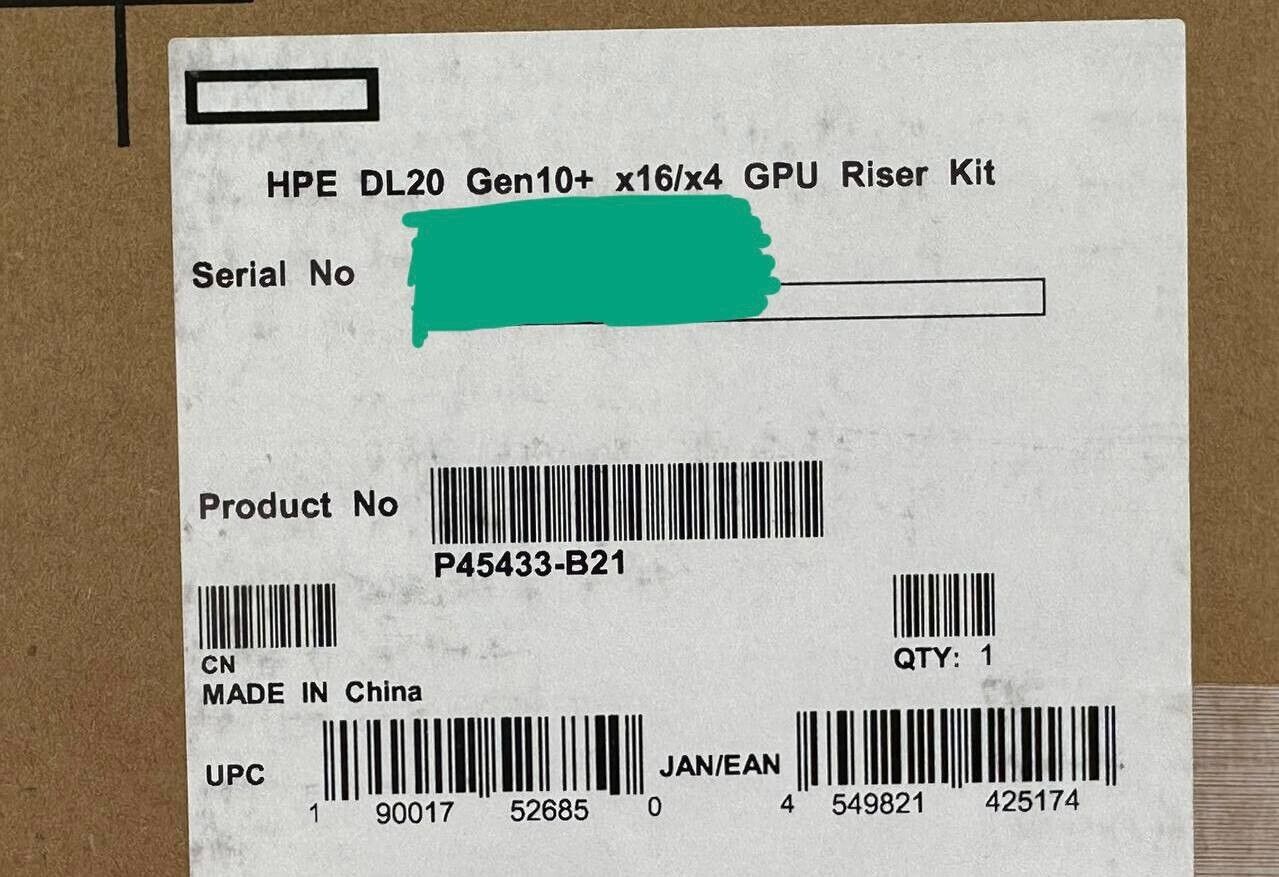 HPE DL20 Gen10+ x16/x4 GPU Riser Kit
Serial No
Product No
P45433-B21
CN
QTY: 1
MADE IN China
UPC 1 90017 52685 0 JAN/EAN 4 549821 425174